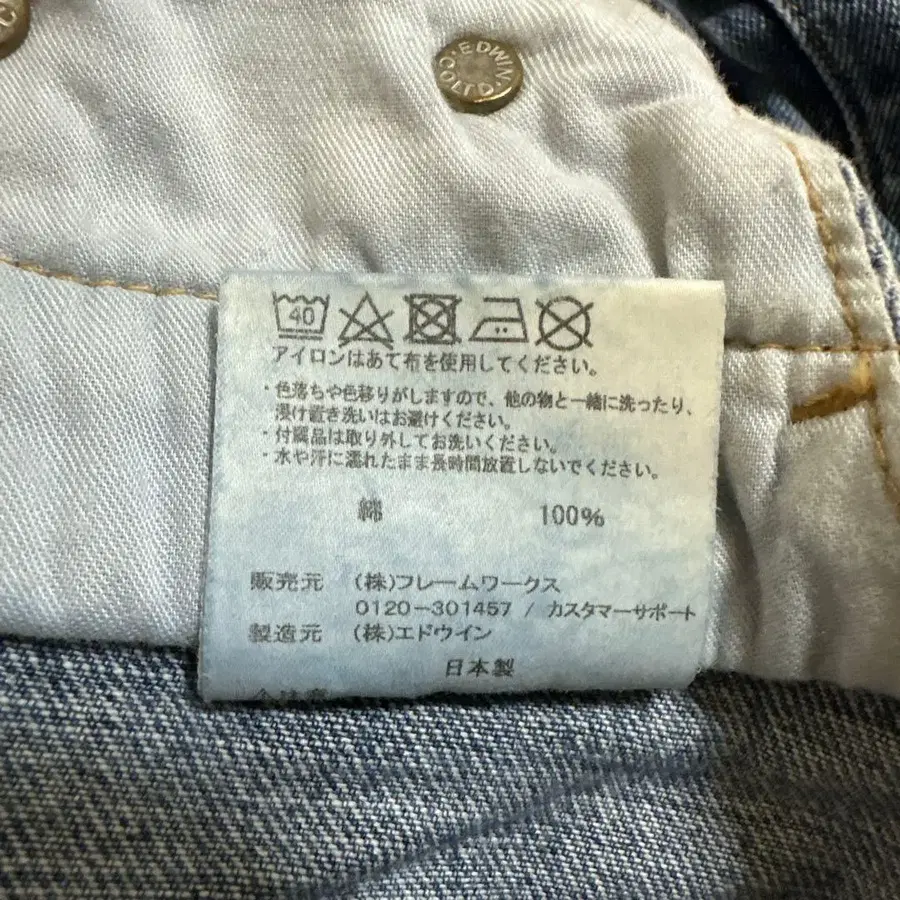 EDWIN CO.LTD.
40
アイロンはあて布を使用してください。
・色落ちや色移りがしますので、他の物と一緒に洗ったり、
浸け置き洗いはお避けください。
・付属品は取り外してお洗いください。
・水や汗に濡れたまま長時間放置しないでください。
綿 100%
販売元 (株)フレームワークス
0120-301457 / カスタマーサポート
製造元 (株)エドウイン
日本製